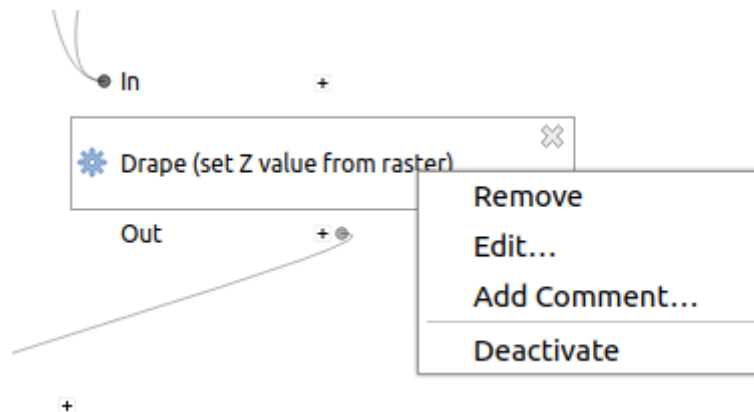 In
+
Drape (set Z value from raster)
Remove
Out
+
Edit...
Add Comment...
Deactivate
+